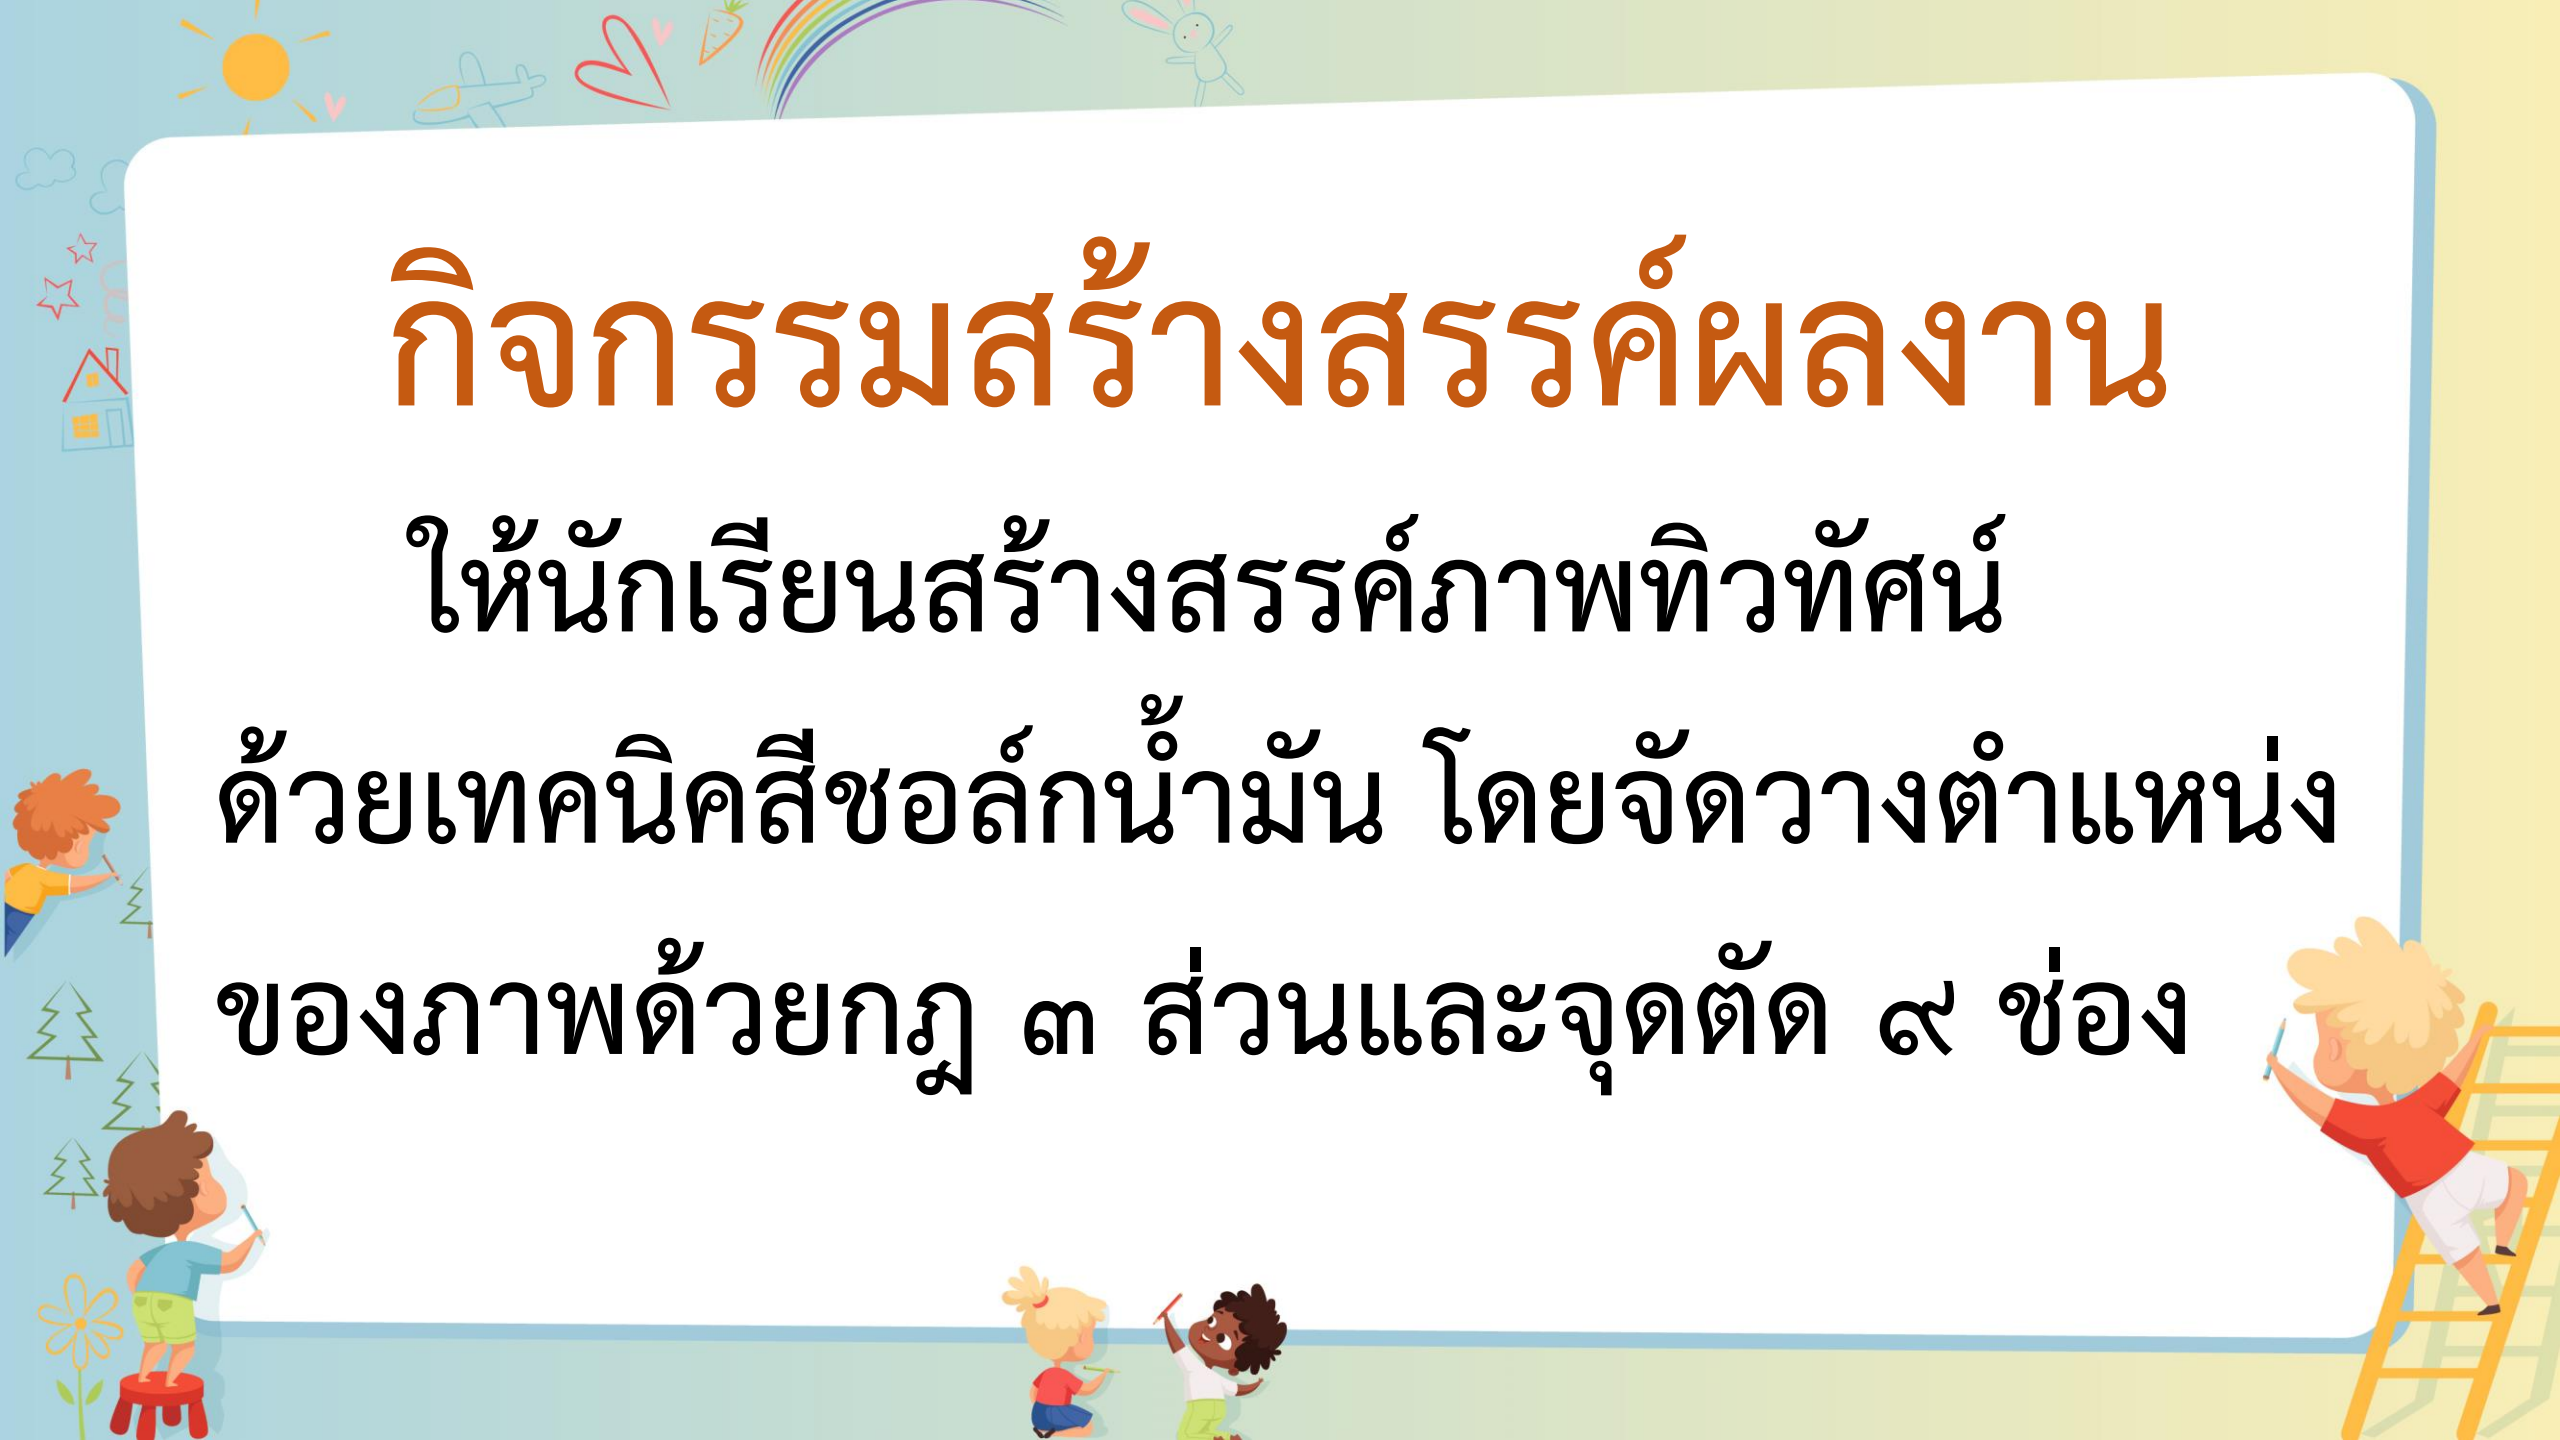 กิจกรรมสร้างสรรค์ผลงาน
ให้นักเรียนสร้างสรรค์ภาพทิวทัศน์
ด้วยเทคนิคสีชอล์กน้ำมัน โดยจัดวางตำแหน่ง
ของภาพด้วยกฎ ๓ ส่วนและจุดตัด ๙ ช่อง